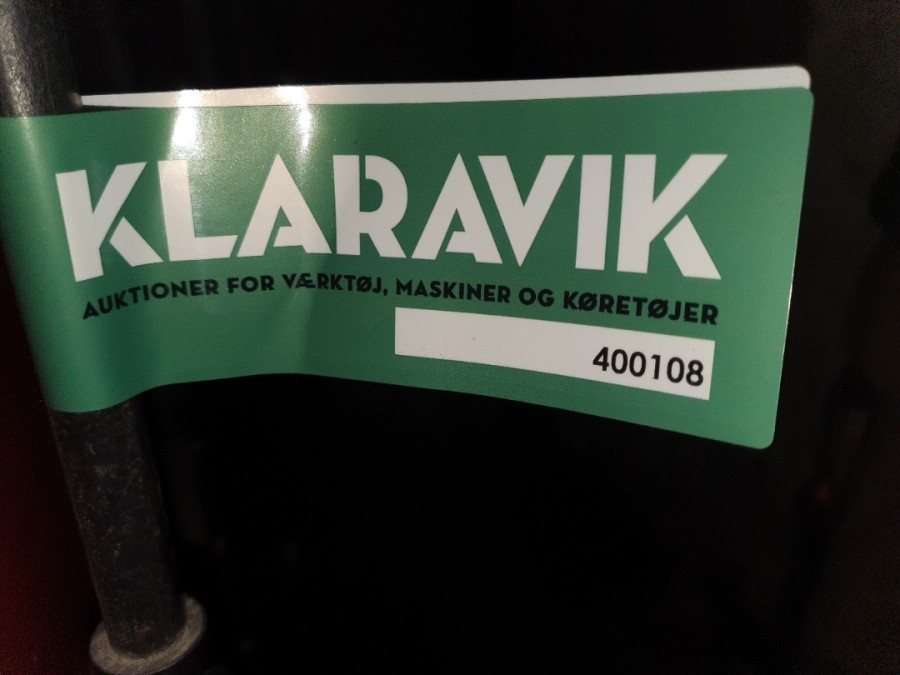 KLARAVIK
AUKTIONER FOR VÆRKTØJ, MASKINER OG KØRETØJER
400108